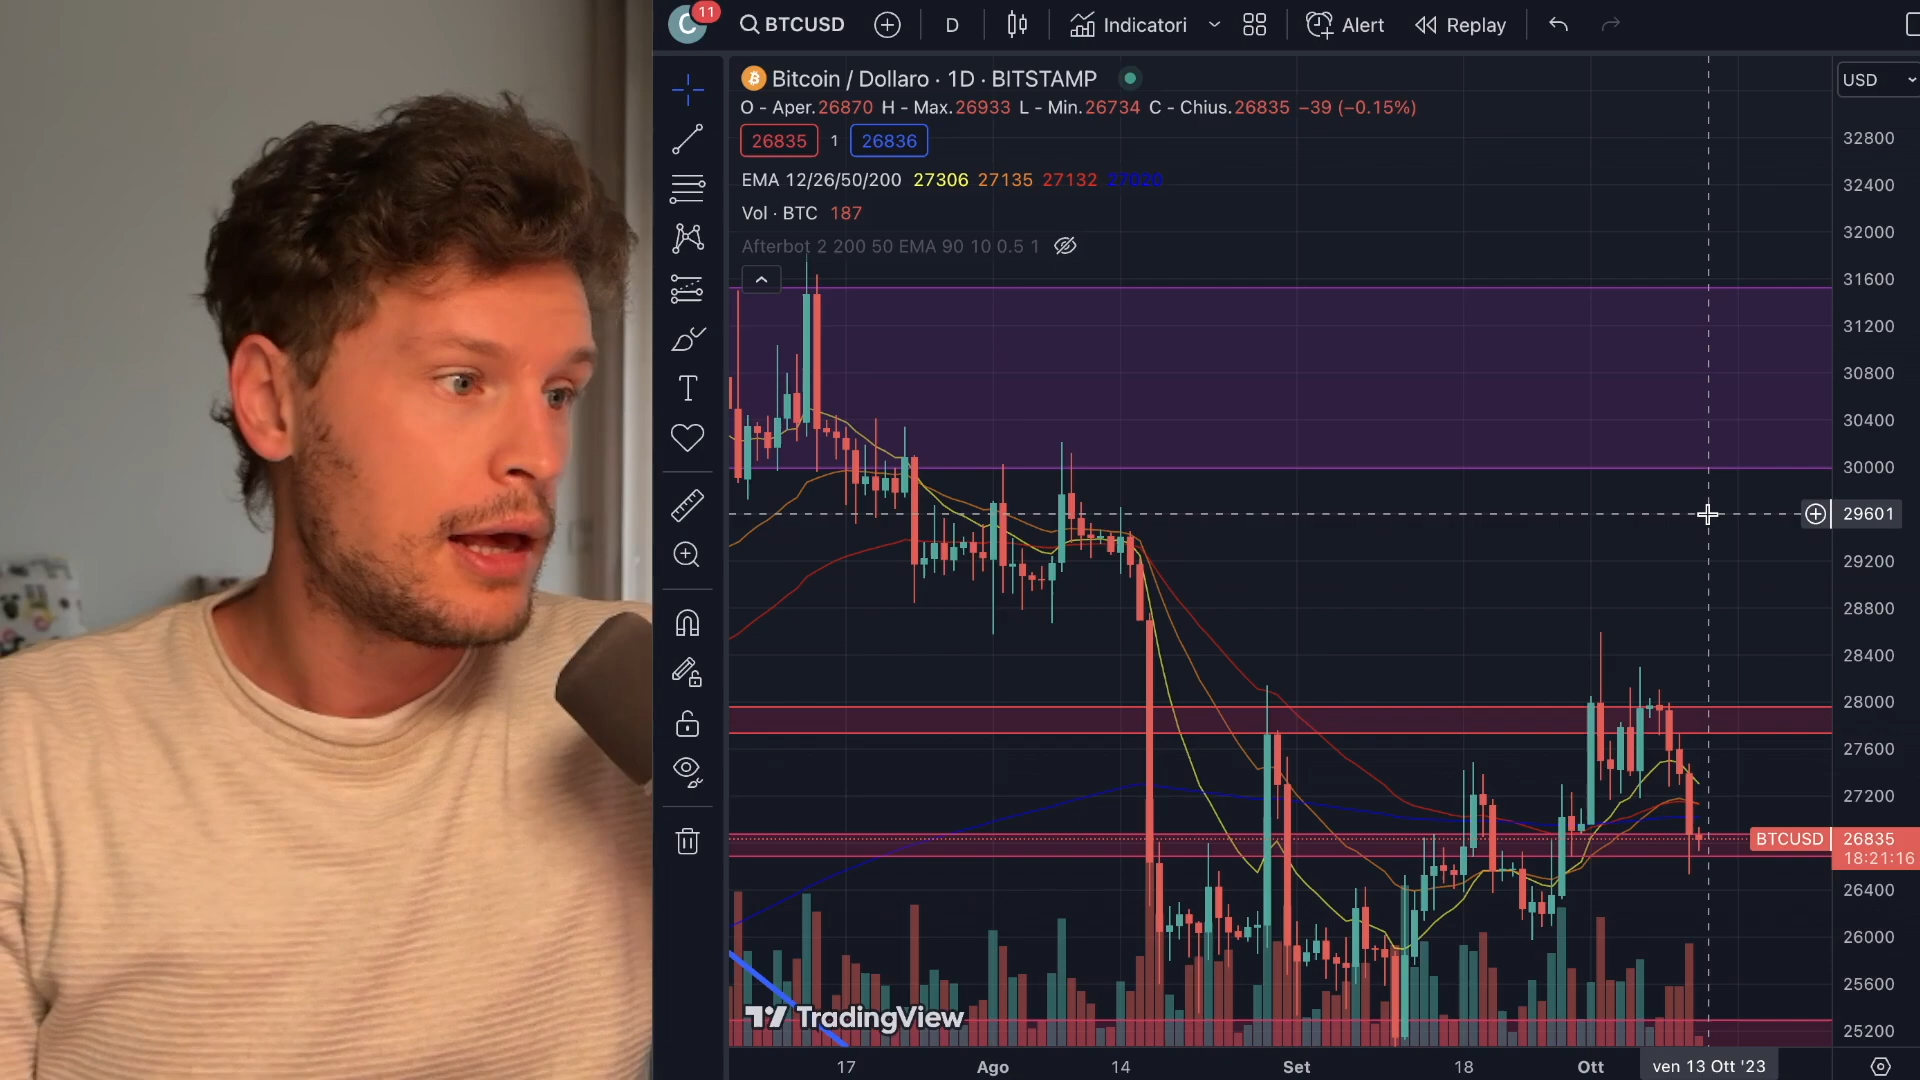 C 11 BTCUSD D Indicatori Alert Replay
Bitcoin / Dollaro · 1D · BITSTAMP
USD
O - Aper.26870 H - Max.26933 L - Min.26734 C - Chius.26835 −39 (−0.15%)
26835 1 26836
EMA 12/26/50/200 27306 27135 27132 27020
Vol · BTC 187
Afterbot 2 200 50 EMA 90 10 0.5 1
T
32800
32400
32000
31600
31200
30800
30400
30000
29601
29200
28800
28400
28000
27600
27200
BTCUSD 26835
18:21:16
26400
26000
25600
25200
TradingView
17 Ago 14 Set 18 Ott ven 13 Ott '23